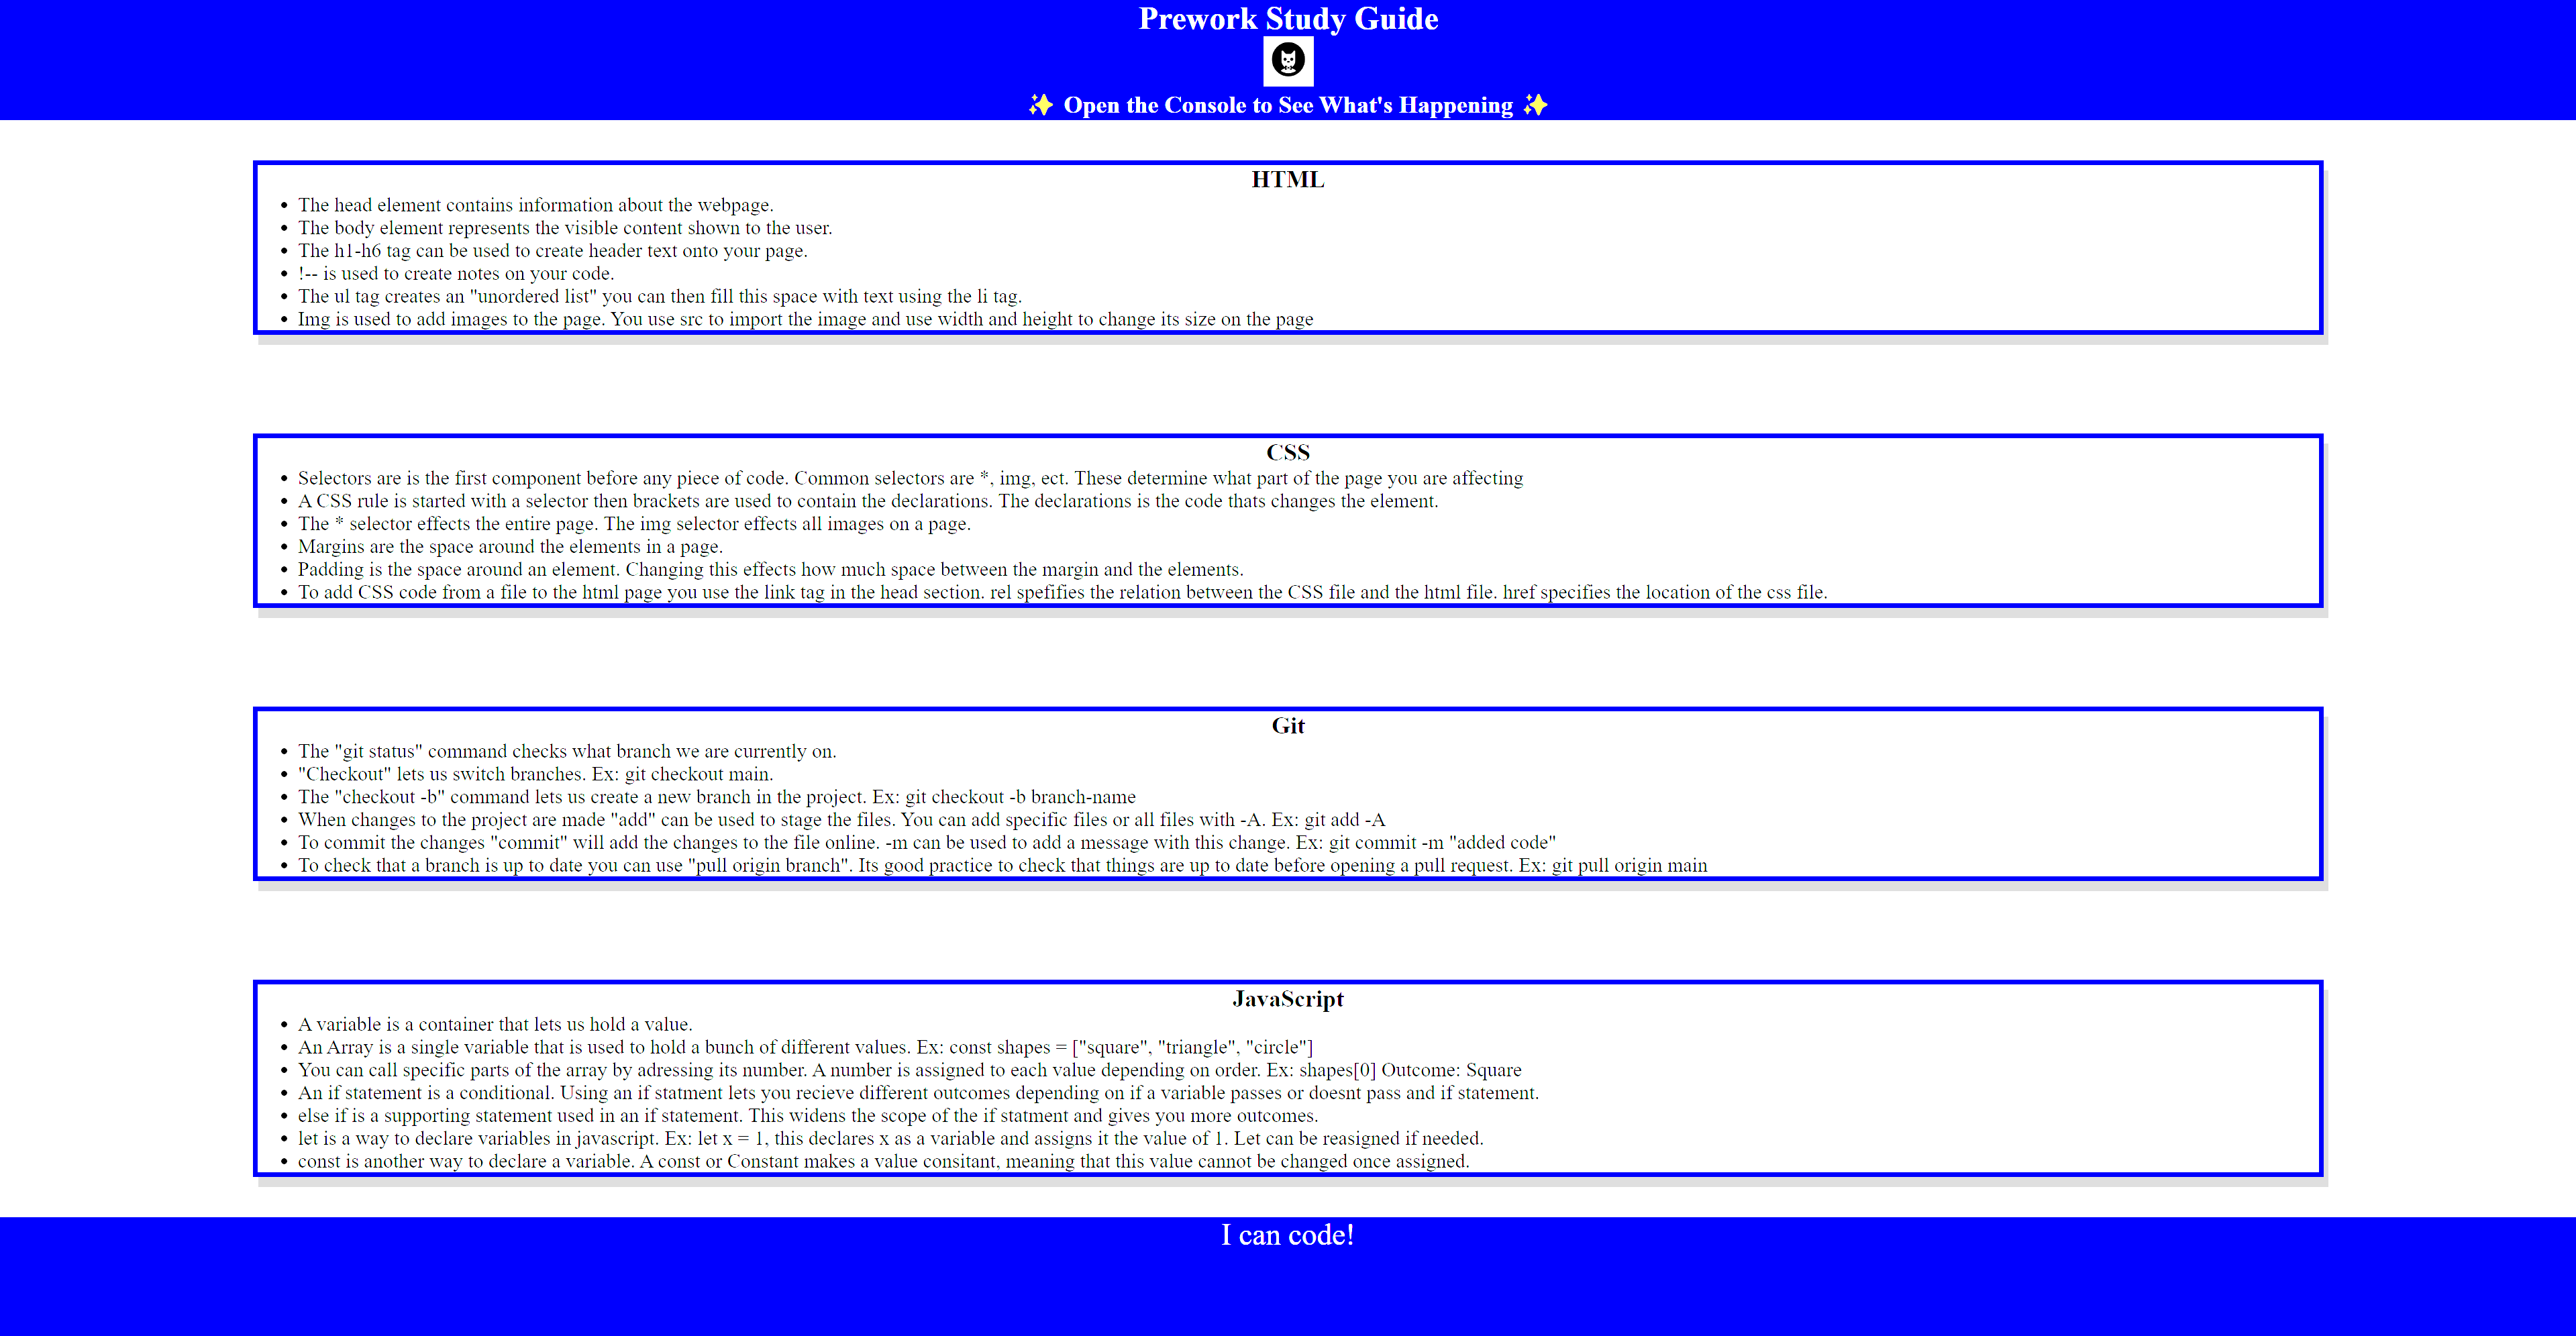 Prework Study Guide
✨ Open the Console to See What's Happening ✨
HTML
• The head element contains information about the webpage.
• The body element represents the visible content shown to the user.
• The h1-h6 tag can be used to create header text onto your page.
• !-- is used to create notes on your code.
• The ul tag creates an "unordered list" you can then fill this space with text using the li tag.
• Img is used to add images to the page. You use src to import the image and use width and height to change its size on the page
CSS
• Selectors are is the first component before any piece of code. Common selectors are *, img, ect. These determine what part of the page you are affecting
• A CSS rule is started with a selector then brackets are used to contain the declarations. The declarations is the code thats changes the element.
• The * selector effects the entire page. The img selector effects all images on a page.
• Margins are the space around the elements in a page.
• Padding is the space around an element. Changing this effects how much space between the margin and the elements.
• To add CSS code from a file to the html page you use the link tag in the head section. rel spefifies the relation between the CSS file and the html file. href specifies the location of the css file.
Git
• The "git status" command checks what branch we are currently on.
• "Checkout" lets us switch branches. Ex: git checkout main.
• The "checkout -b" command lets us create a new branch in the project. Ex: git checkout -b branch-name
• When changes to the project are made "add" can be used to stage the files. You can add specific files or all files with -A. Ex: git add -A
• To commit the changes "commit" will add the changes to the file online. -m can be used to add a message with this change. Ex: git commit -m "added code"
• To check that a branch is up to date you can use "pull origin branch". Its good practice to check that things are up to date before opening a pull request. Ex: git pull origin main
JavaScript
• A variable is a container that lets us hold a value.
• An Array is a single variable that is used to hold a bunch of different values. Ex: const shapes = ["square", "triangle", "circle"]
• You can call specific parts of the array by adressing its number. A number is assigned to each value depending on order. Ex: shapes[0] Outcome: Square
• An if statement is a conditional. Using an if statment lets you recieve different outcomes depending on if a variable passes or doesnt pass and if statement.
• else if is a supporting statement used in an if statement. This widens the scope of the if statment and gives you more outcomes.
• let is a way to declare variables in javascript. Ex: let x = 1, this declares x as a variable and assigns it the value of 1. Let can be reasigned if needed.
• const is another way to declare a variable. A const or Constant makes a value consitant, meaning that this value cannot be changed once assigned.
I can code!